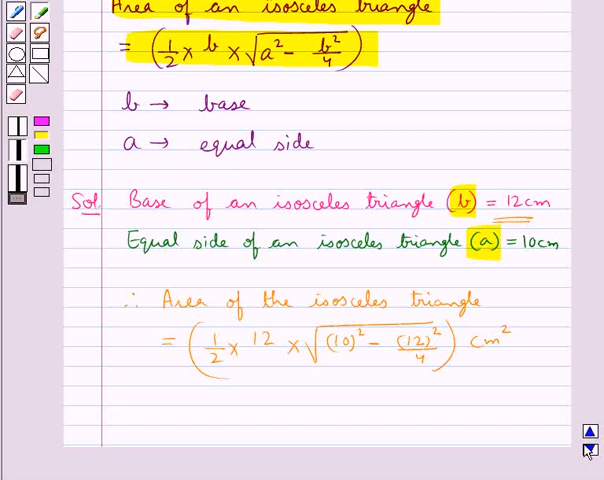 Area of an isosceles triangle
= (1/2 × b × √(a² - b²/4))
b → base
a → equal side
Sol. Base of an isosceles triangle (b) = 12cm
Equal side of an isosceles triangle (a) = 10cm
∴ Area of the isosceles triangle
= (1/2 × 12 × √((10)² - (12)²/4)) cm²